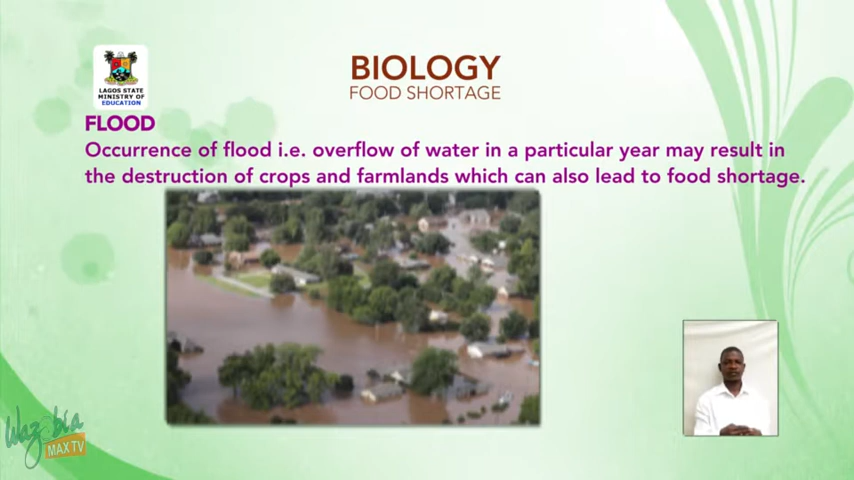 BIOLOGY
FOOD SHORTAGE
LAGOS STATE
MINISTRY OF
EDUCATION
FLOOD
Occurrence of flood i.e. overflow of water in a particular year may result in
the destruction of crops and farmlands which can also lead to food shortage.
Wazobia
MAX TV